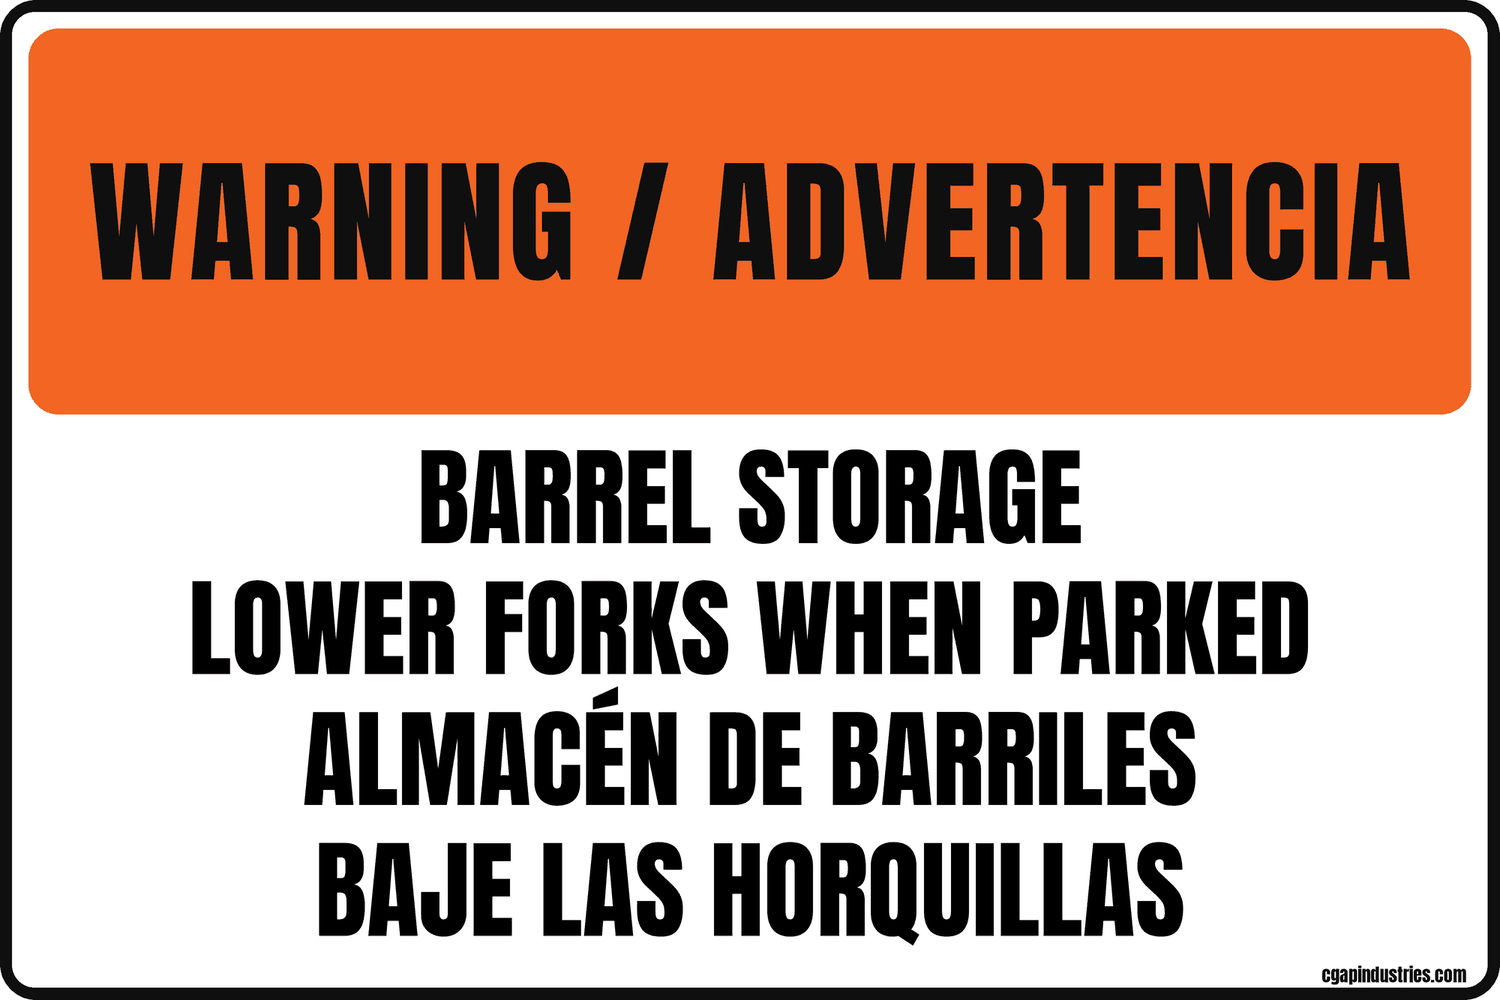 WARNING / ADVERTENCIA
BARREL STORAGE
LOWER FORKS WHEN PARKED
ALMACÉN DE BARRILES
BAJE LAS HORQUILLAS
cgapindustries.com